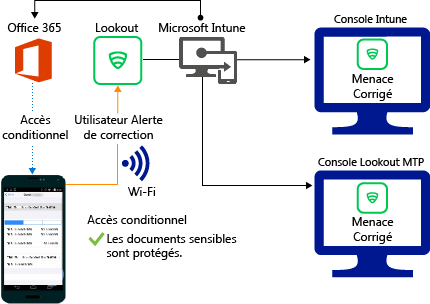 Office 365
Lookout
Microsoft Intune
Console Intune
Menace
Corrigé
Accès
conditionnel
Utilisateur Alerte
de correction
Wi-Fi
Console Lookout MTP
Menace
Corrigé
Accès conditionnel
Les documents sensibles
sont protégés.